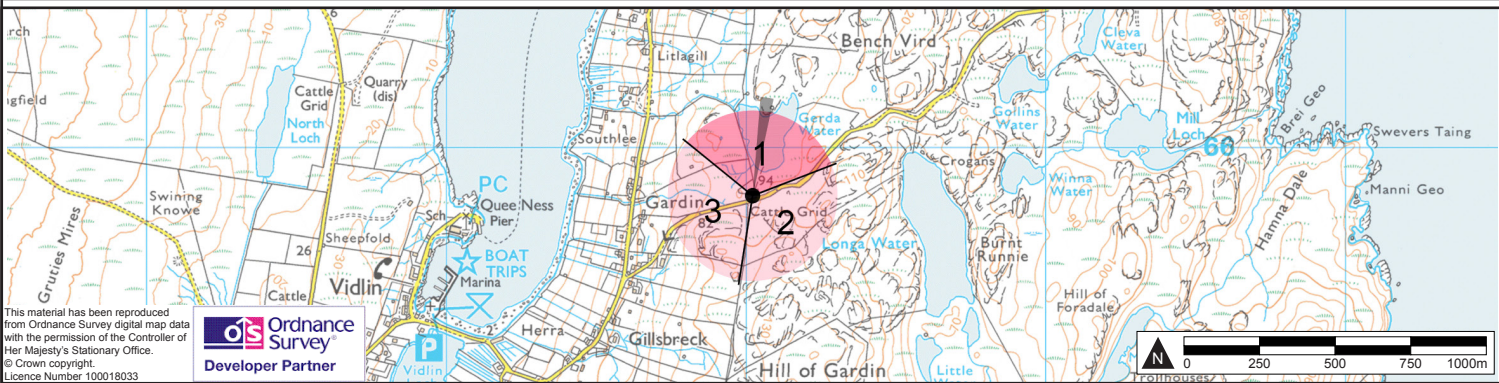 Litlagill
Bench Vird
Cleva
Water
Cattle
Grid
Quarry
(dis)
North
Loch
Southlee
Gerda
Water
Gollins
Water
Mill
Loch
66
Brei Geo
Swevers Taing
1
94
110
Crogans
Winna
Water
Manni Geo
Swining
Knowe
PC
Quee Ness
Pier
Sch
Gardin
3
82
Cattle Grid
2
Longa Water
Burnt
Runnie
Hamna Dale
Gruties Mires
26
Sheepfold
BOAT
TRIPS
Marina
Vidlin
Cattle
Hill of
Foradale
100
Herra
Gillsbreck
P
Vidlin
Hill of Gardin
Little
Trollhouses
This material has been reproduced
from Ordnance Survey digital map data
with the permission of the Controller of
Her Majesty's Stationary Office.
© Crown copyright.
Licence Number 100018033
OS Ordnance
Survey®
Developer Partner
N
0 250 500 750 1000m